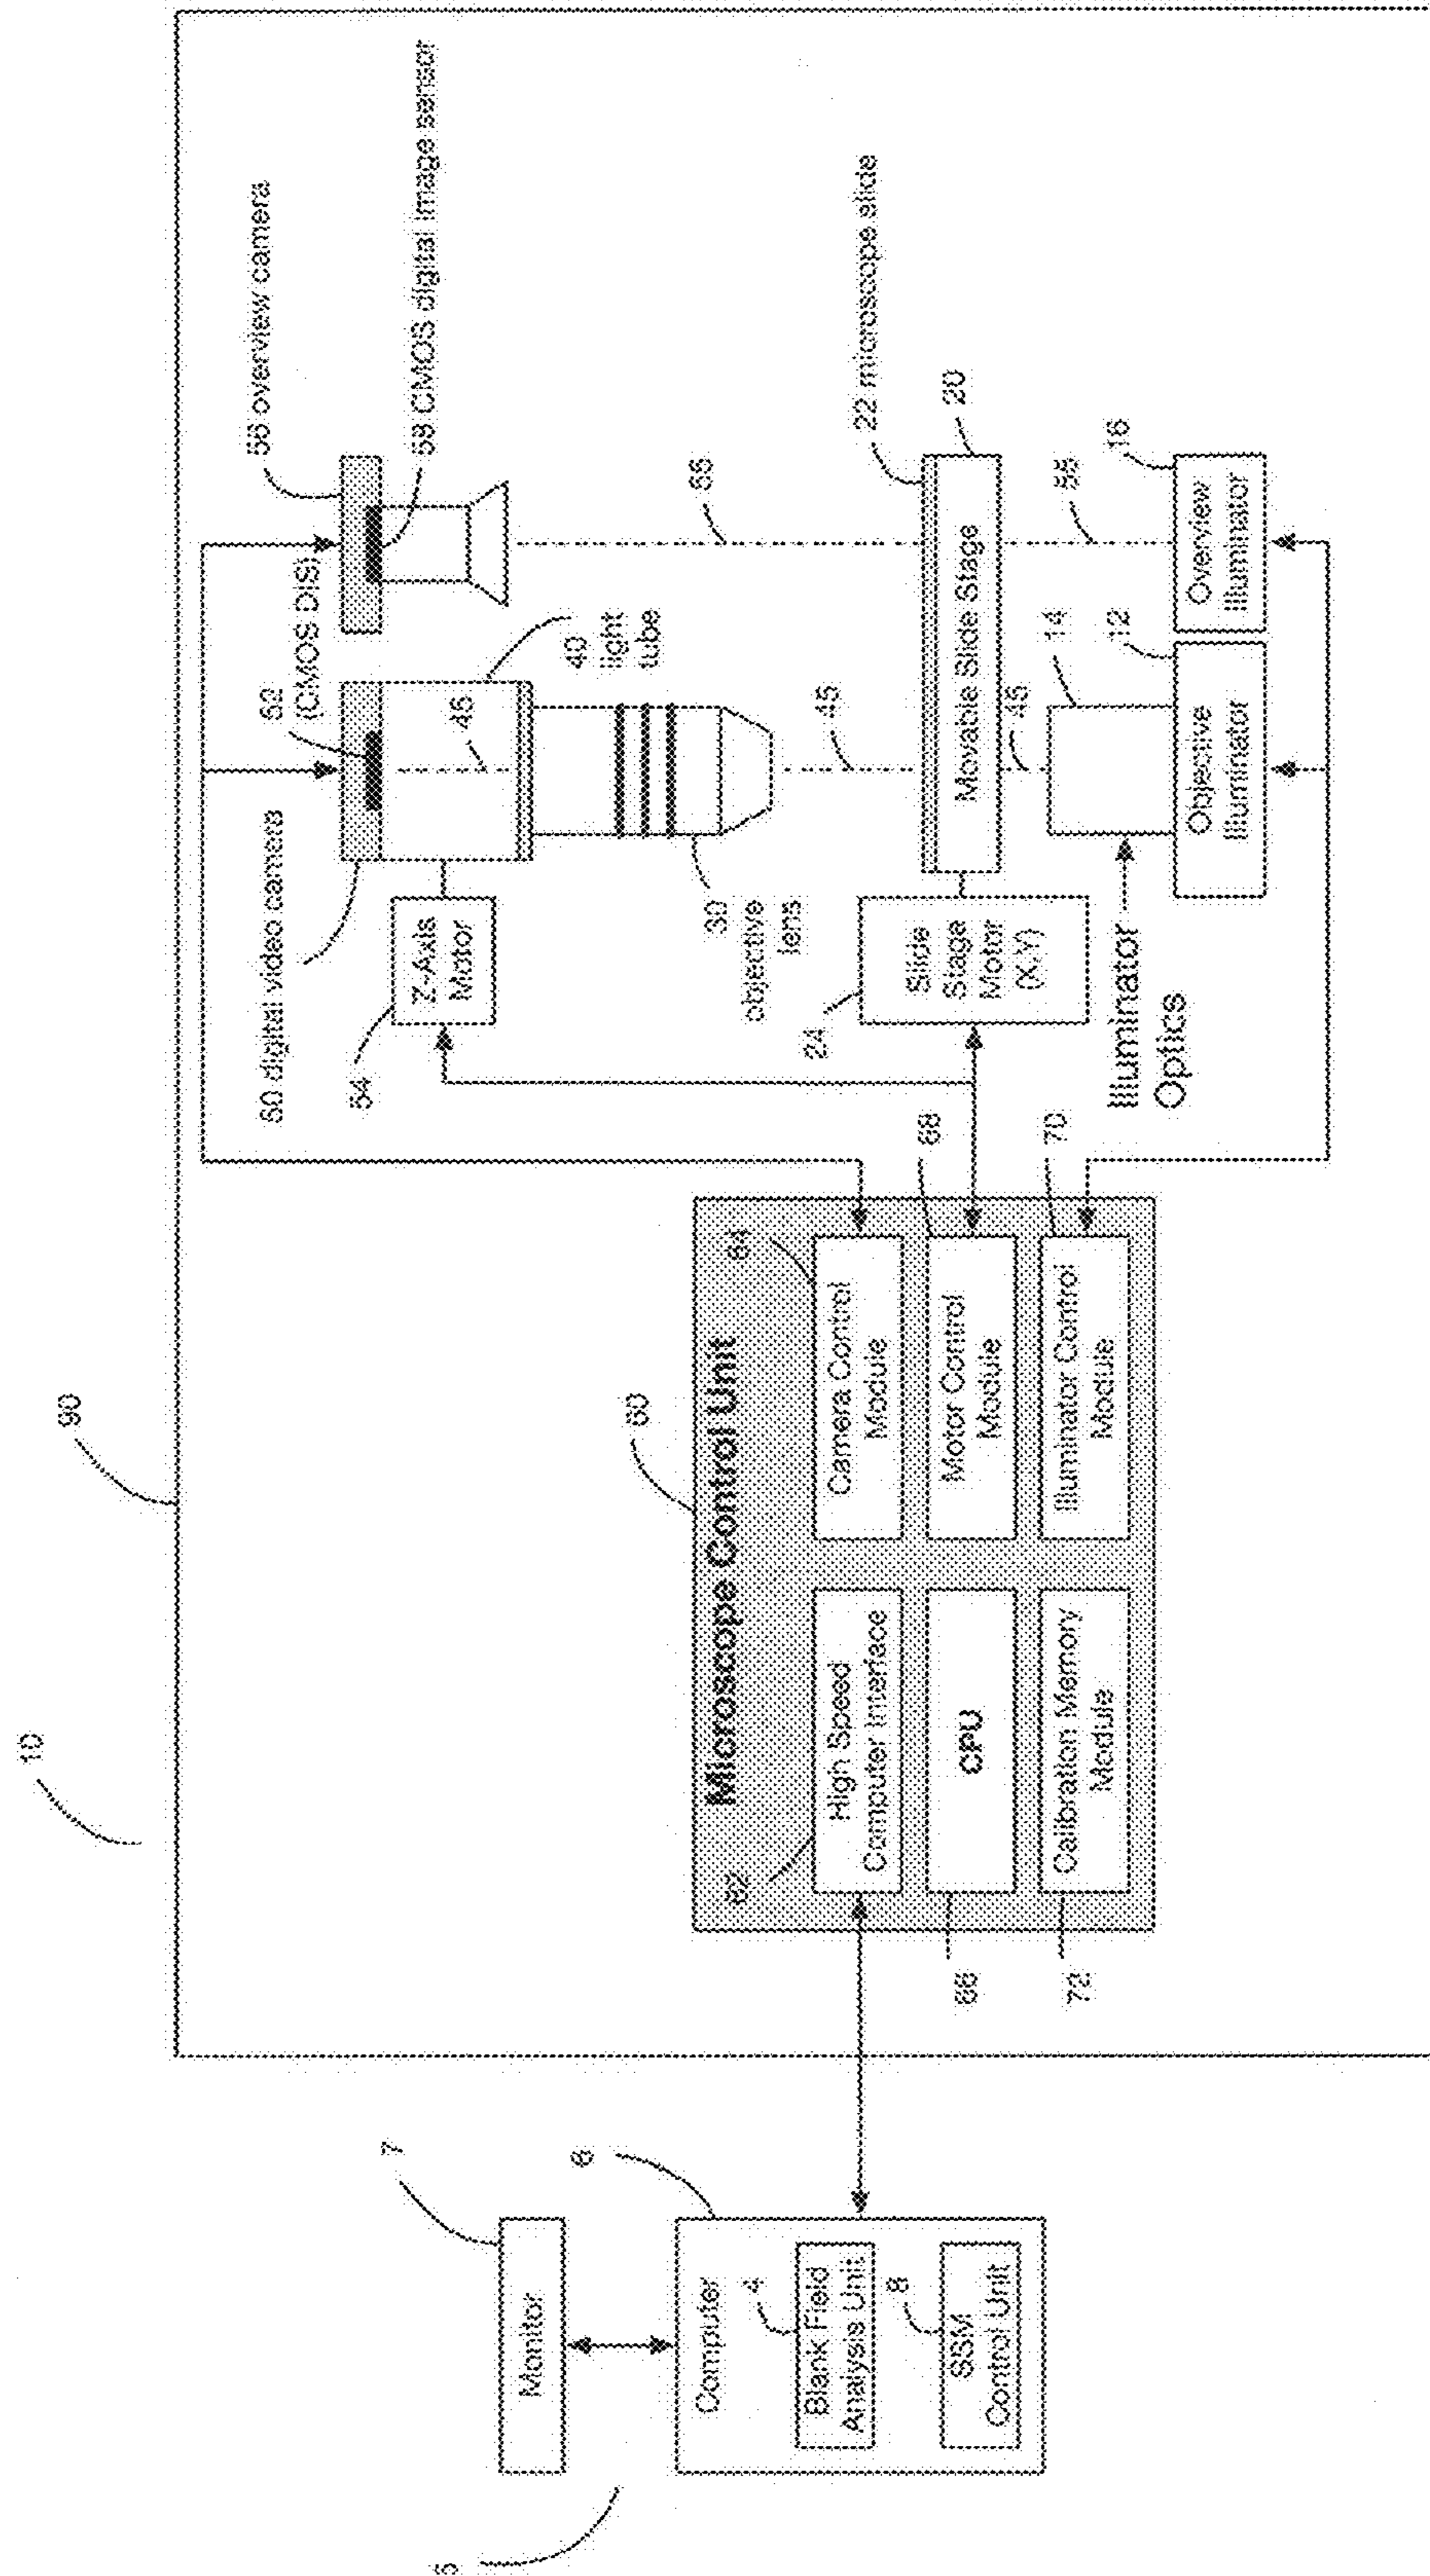 10
90
5
7
Monitor
6
Computer
4
Blank Field
Analysis Unit
8
SSM
Control Unit
60
Microscope Control Unit
62
High Speed
Computer Interface
64
Camera Control
Module
66
CPU
68
Motor Control
Module
72
Calibration Memory
Module
70
Illuminator Control
Module
50 digital video camera
52
(CMOS DIS)
56 overview camera
58 CMOS digital image sensor
54
Z-Axis
Motor
45
40
light
tube
30
objective
lens
45
55
22 microscope slide
24
Slide
Stage
Motor
(X,Y)
Movable Slide Stage
20
45
55
Illuminator
Optics
14
12
Objective
Illuminator
16
Overview
Illuminator